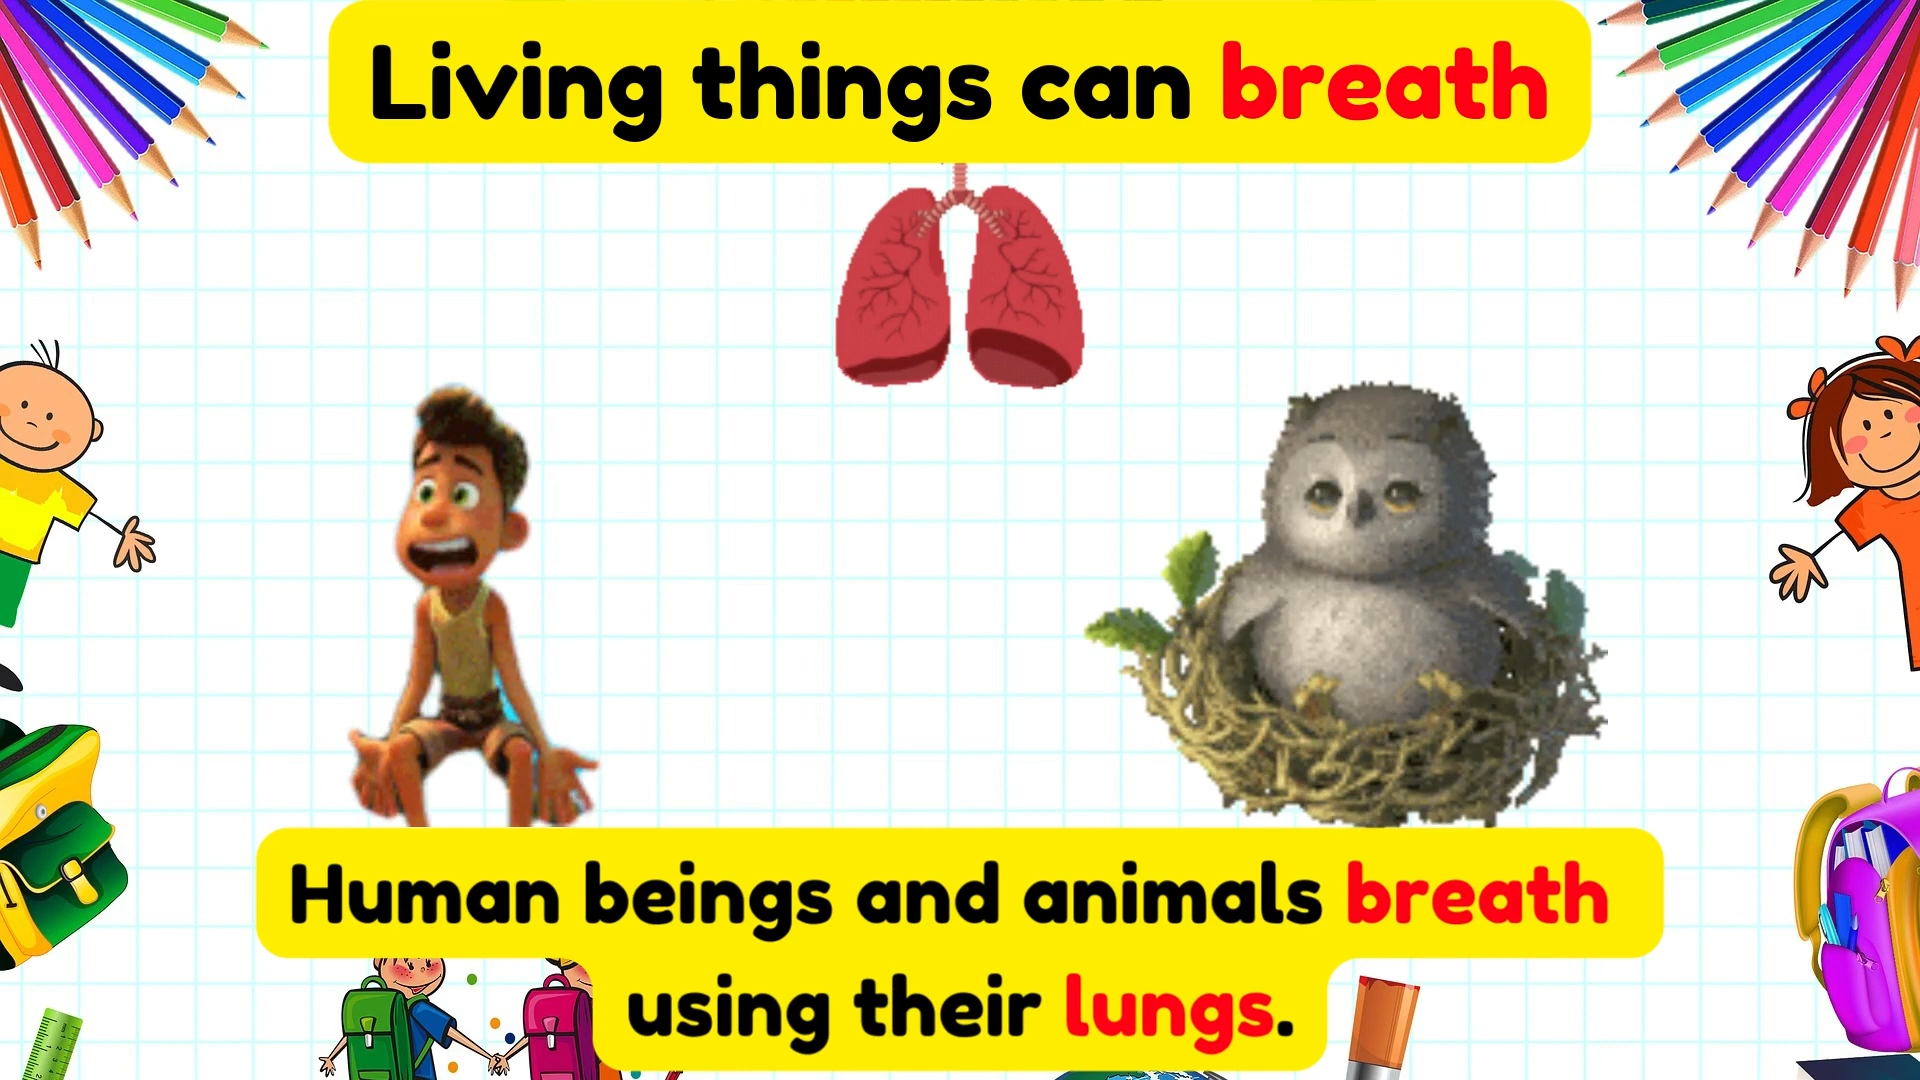 Living things can breath
Human beings and animals breath
using their lungs.